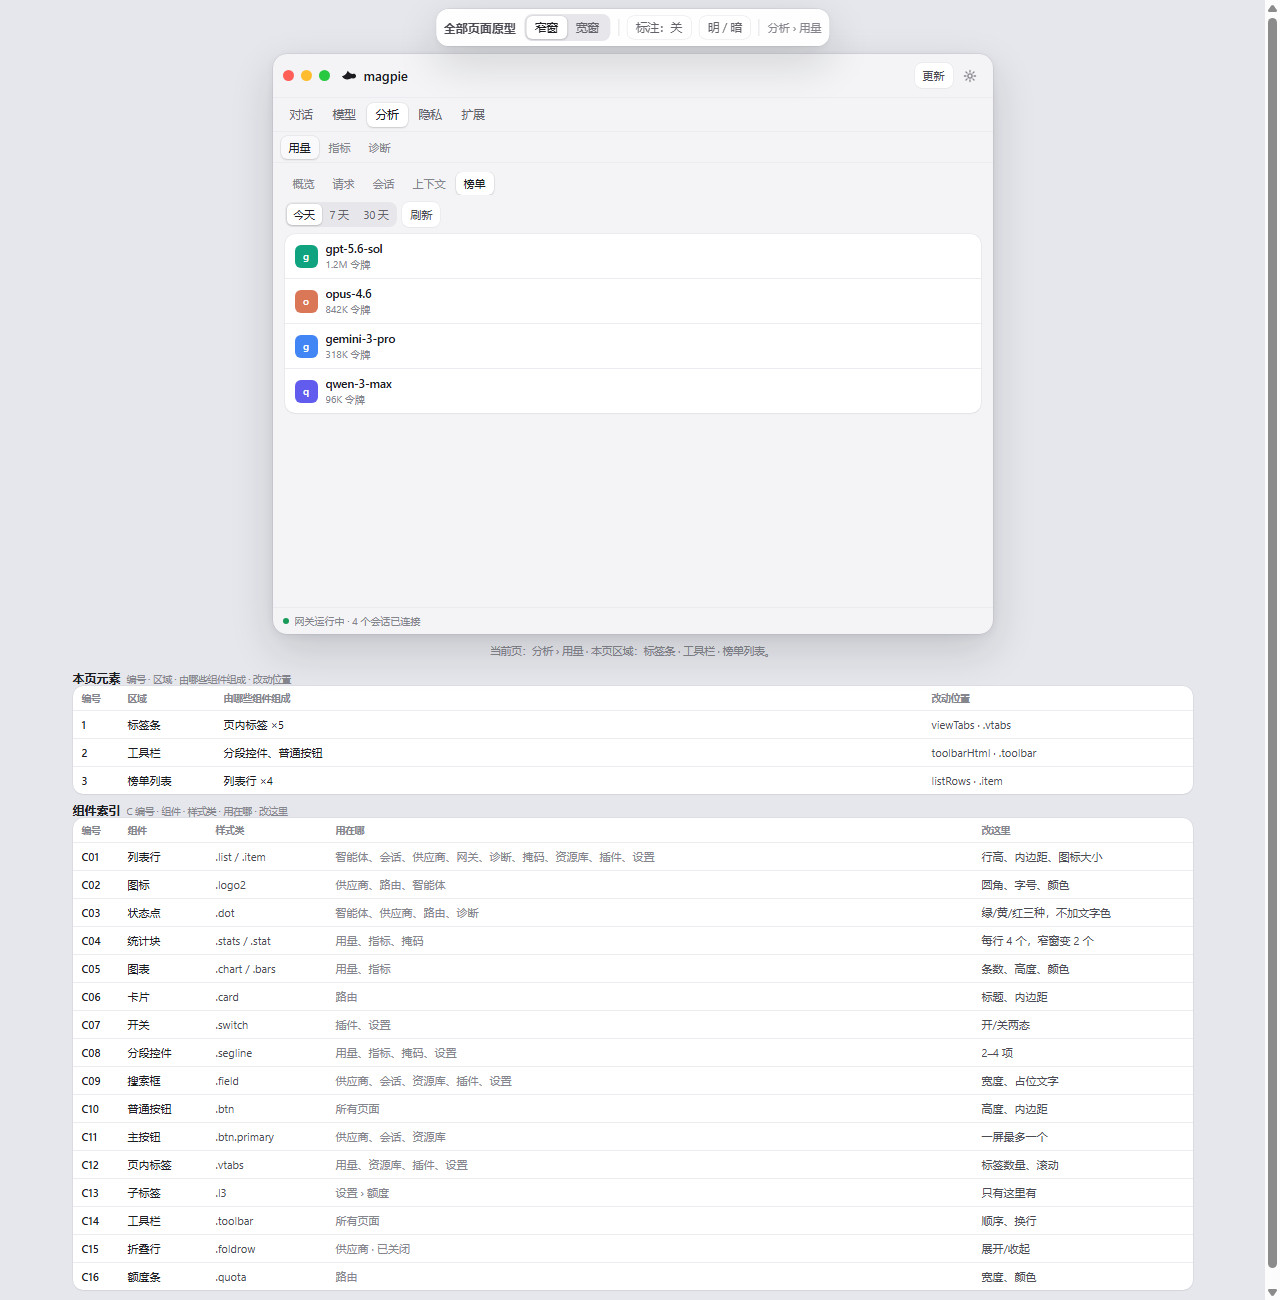 全部页面原型 窄窗 宽窗 标注：关 明 / 暗 分析 › 用量
magpie 更新
对话 模型 分析 隐私 扩展
用量 指标 诊断
概览 请求 会话 上下文 榜单
今天 7 天 30 天 刷新
g gpt-5.6-sol
1.2M 令牌
o opus-4.6
842K 令牌
g gemini-3-pro
318K 令牌
q qwen-3-max
96K 令牌
网关运行中 · 4 个会话已连接
当前页：分析 › 用量 · 本页区域：标签条 · 工具栏 · 榜单列表。
本页元素 编号 · 区域 · 由哪些组件组成 · 改动位置
编号 区域 由哪些组件组成 改动位置
1 标签条 页内标签 ×5 viewTabs · .vtabs
2 工具栏 分段控件、普通按钮 toolbarHtml · .toolbar
3 榜单列表 列表行 ×4 listRows · .item
组件索引 C 编号 · 组件 · 样式类 · 用在哪 · 改这里
编号 组件 样式类 用在哪 改这里
C01 列表行 .list / .item 智能体、会话、供应商、网关、诊断、掩码、资源库、插件、设置 行高、内边距、图标大小
C02 图标 .logo2 供应商、路由、智能体 圆角、字号、颜色
C03 状态点 .dot 智能体、供应商、路由、诊断 绿/黄/红三种，不加文字色
C04 统计块 .stats / .stat 用量、指标、掩码 每行 4 个，窄窗变 2 个
C05 图表 .chart / .bars 用量、指标 条数、高度、颜色
C06 卡片 .card 路由 标题、内边距
C07 开关 .switch 插件、设置 开/关两态
C08 分段控件 .segline 用量、指标、掩码、设置 2–4 项
C09 搜索框 .field 供应商、会话、资源库、插件、设置 宽度、占位文字
C10 普通按钮 .btn 所有页面 高度、内边距
C11 主按钮 .btn.primary 供应商、会话、资源库 一屏最多一个
C12 页内标签 .vtabs 用量、资源库、插件、设置 标签数量、滚动
C13 子标签 .l3 设置 › 额度 只有这里有
C14 工具栏 .toolbar 所有页面 顺序、换行
C15 折叠行 .foldrow 供应商 · 已关闭 展开/收起
C16 额度条 .quota 路由 宽度、颜色